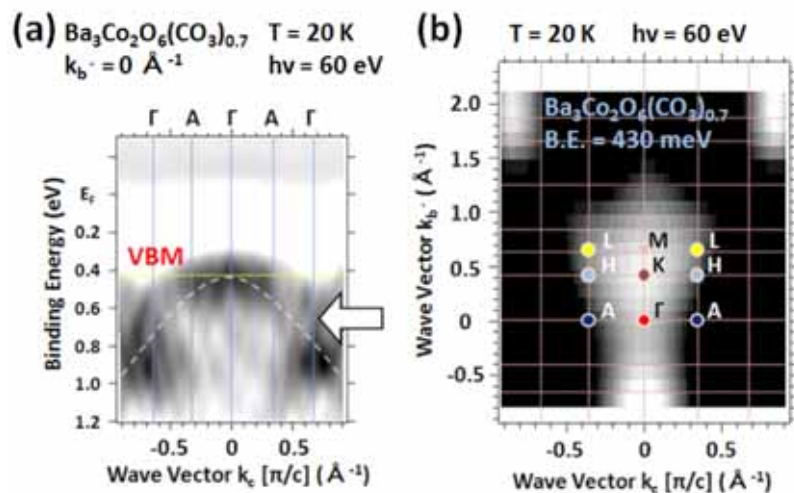 (a) Ba3Co2O6(CO3)0.7 T = 20 K
kb* = 0 Å-1 hν = 60 eV
Γ A Γ A Γ
Binding Energy (eV)
EF
0.2
0.4
0.6
0.8
1.0
1.2
VBM
-0.5 0 0.5
Wave Vector kc [π/c] (Å-1)
(b) T = 20 K hν = 60 eV
Ba3Co2O6(CO3)0.7
B.E. = 430 meV
Wave Vector kb* (Å-1)
2.0
1.5
1.0
0.5
0
-0.5
L M L
H K H
A Γ A
-0.5 0 0.5
Wave Vector kc [π/c] (Å-1)